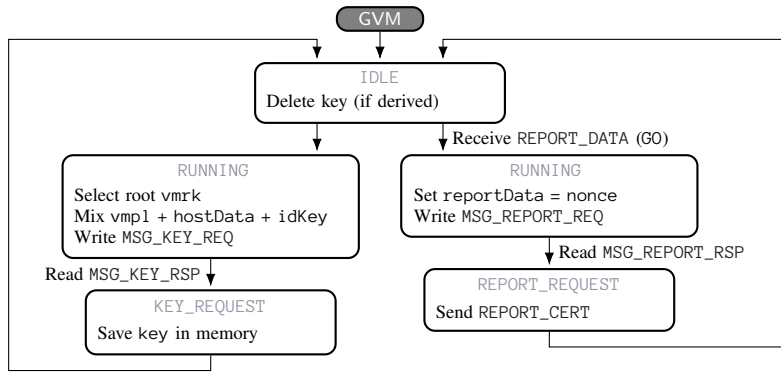 GVM
IDLE
Delete key (if derived)
Receive REPORT_DATA (GO)
RUNNING
Select root vmrk
Mix vmpl + hostData + idKey
Write MSG_KEY_REQ
RUNNING
Set reportData = nonce
Write MSG_REPORT_REQ
Read MSG_KEY_RSP
Read MSG_REPORT_RSP
KEY_REQUEST
Save key in memory
REPORT_REQUEST
Send REPORT_CERT